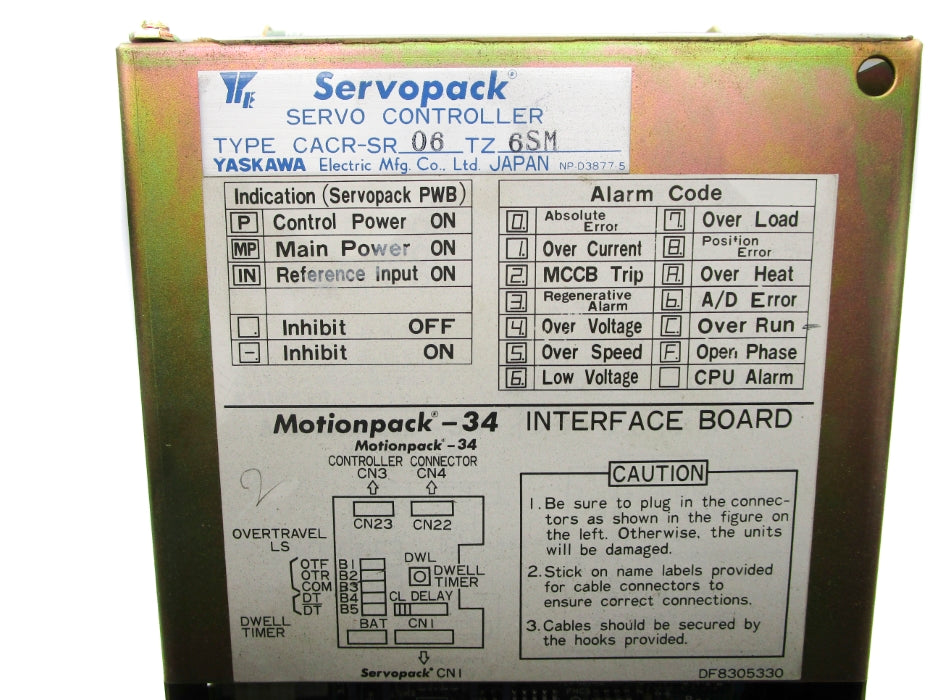 YE Servopack®
SERVO CONTROLLER
TYPE CACR-SR 06 TZ 6SM
YASKAWA Electric Mfg. Co., Ltd. JAPAN NP-D3877-5
Indication (Servopack PWB)
P Control Power ON
MP Main Power ON
IN Reference Input ON
. Inhibit OFF
-. Inhibit ON
Alarm Code
0. Absolute Error
1. Over Current
2. MCCB Trip
3. Regenerative Alarm
4. Over Voltage
5. Over Speed
6. Low Voltage
7. Over Load
8. Position Error
A. Over Heat
b. A/D Error
C. Over Run
F. Open Phase
CPU Alarm
Motionpack®-34 INTERFACE BOARD
Motionpack®-34
CONTROLLER CONNECTOR
CN3 CN4
CN23 CN22
2
OVERTRAVEL
LS
DWL
DWELL
TIMER
OTF B1
OTR B2
COM B3
DT B4
DT B5
CL DELAY
DWELL
TIMER
BAT CN1
Servopack® CN1
CAUTION
1. Be sure to plug in the connec-
tors as shown in the figure on
the left. Otherwise, the units
will be damaged.
2. Stick on name labels provided
for cable connectors to
ensure correct connections.
3. Cables should be secured by
the hooks provided.
DF8305330